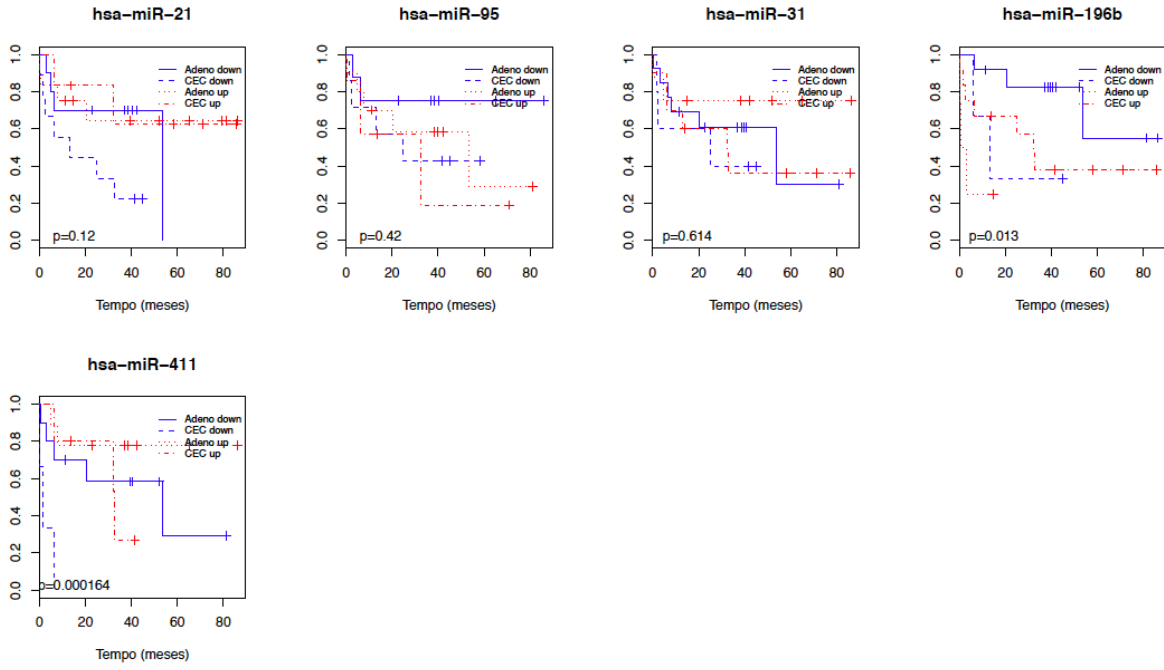 hsa-miR-21
1.0
0.8
0.6
0.4
0.2
0.0
Adeno down
CEC down
Adeno up
CEC up
p=0.12
0 20 40 60 80
Tempo (meses)
hsa-miR-95
1.0
0.8
0.6
0.4
0.2
0.0
Adeno down
CEC down
Adeno up
CEC up
p=0.42
0 20 40 60 80
Tempo (meses)
hsa-miR-31
1.0
0.8
0.6
0.4
0.2
0.0
Adeno down
CEC down
Adeno up
CEC up
p=0.614
0 20 40 60 80
Tempo (meses)
hsa-miR-196b
1.0
0.8
0.6
0.4
0.2
0.0
Adeno down
CEC down
Adeno up
CEC up
p=0.013
0 20 40 60 80
Tempo (meses)
hsa-miR-411
1.0
0.8
0.6
0.4
0.2
0.0
Adeno down
CEC down
Adeno up
CEC up
p=0.000164
0 20 40 60 80
Tempo (meses)